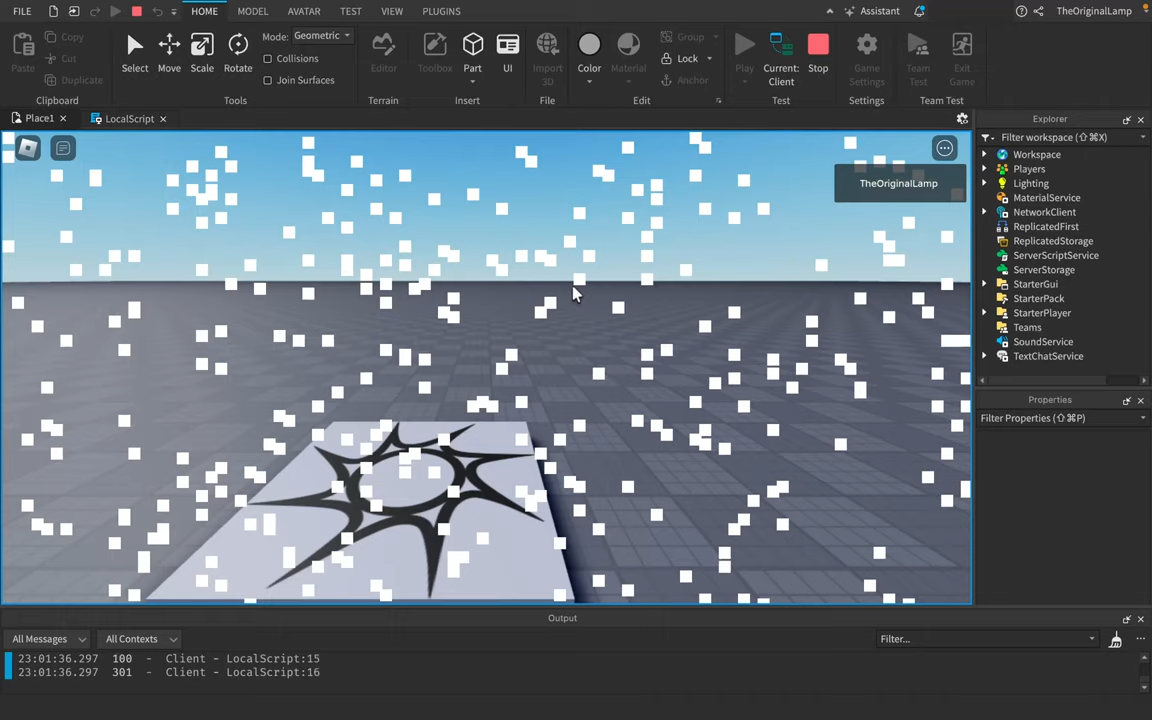 FILE
HOME
MODEL
AVATAR
TEST
VIEW
PLUGINS
Assistant
TheOriginalLamp
Paste
Copy
Cut
Duplicate
Clipboard
Select
Move
Scale
Rotate
Mode: Geometric
Collisions
Join Surfaces
Tools
Editor
Terrain
Toolbox
Part
UI
Insert
Import
3D
File
Color
Material
Group
Lock
Anchor
Edit
Play
Current:
Client
Stop
Test
Game
Settings
Settings
Team
Test
Exit
Game
Team Test
Place1
LocalScript
TheOriginalLamp
Explorer
Filter workspace (⇧⌘X)
Workspace
Players
Lighting
MaterialService
NetworkClient
ReplicatedFirst
ReplicatedStorage
ServerScriptService
ServerStorage
StarterGui
StarterPack
StarterPlayer
Teams
SoundService
TextChatService
Properties
Filter Properties (⇧⌘P)
Output
All Messages
All Contexts
Filter...
23:01:36.297 100 - Client - LocalScript:15
23:01:36.297 301 - Client - LocalScript:16